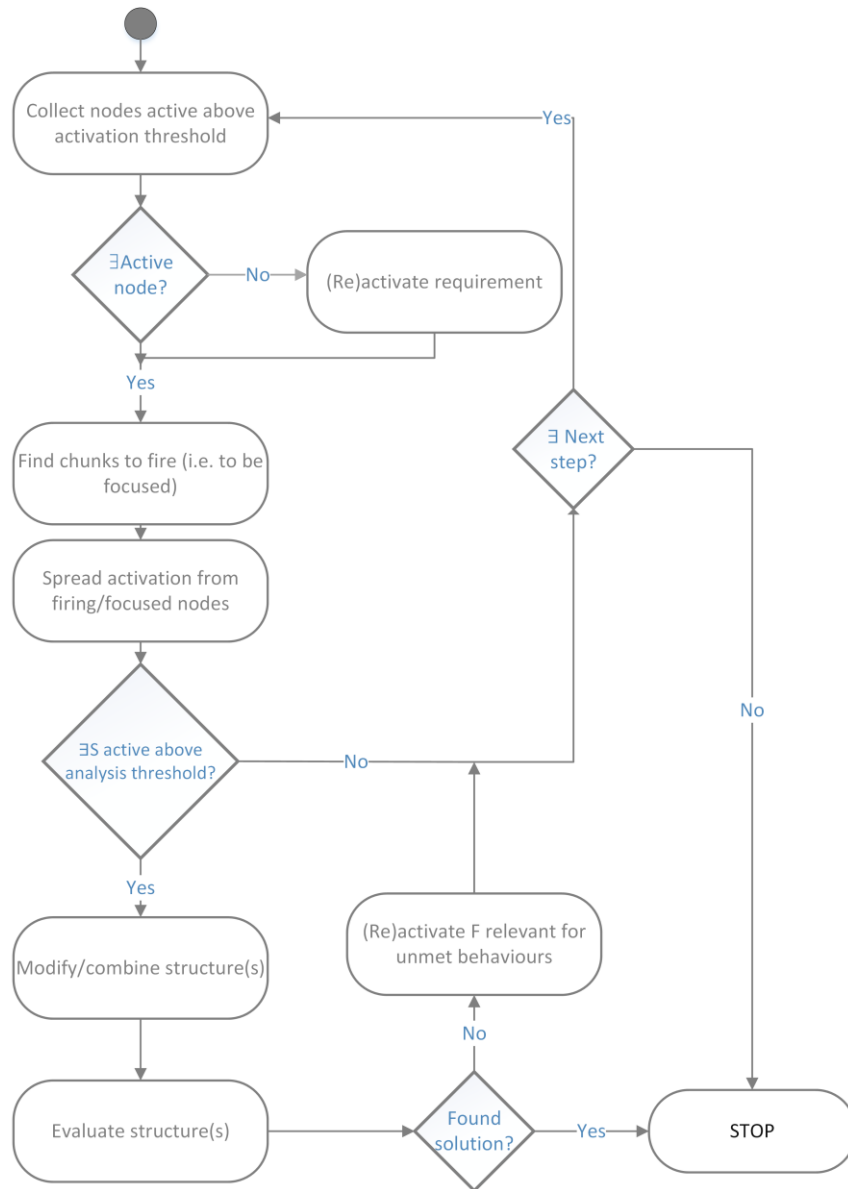 Collect nodes active above
activation threshold
Yes
∃Active
node?
No
(Re)activate requirement
Yes
Find chunks to fire (i.e. to be
focused)
∃ Next
step?
Spread activation from
firing/focused nodes
No
∃S active above
analysis threshold?
No
Yes
(Re)activate F relevant for
unmet behaviours
Modify/combine structure(s)
No
Evaluate structure(s)
Found
solution?
Yes
STOP